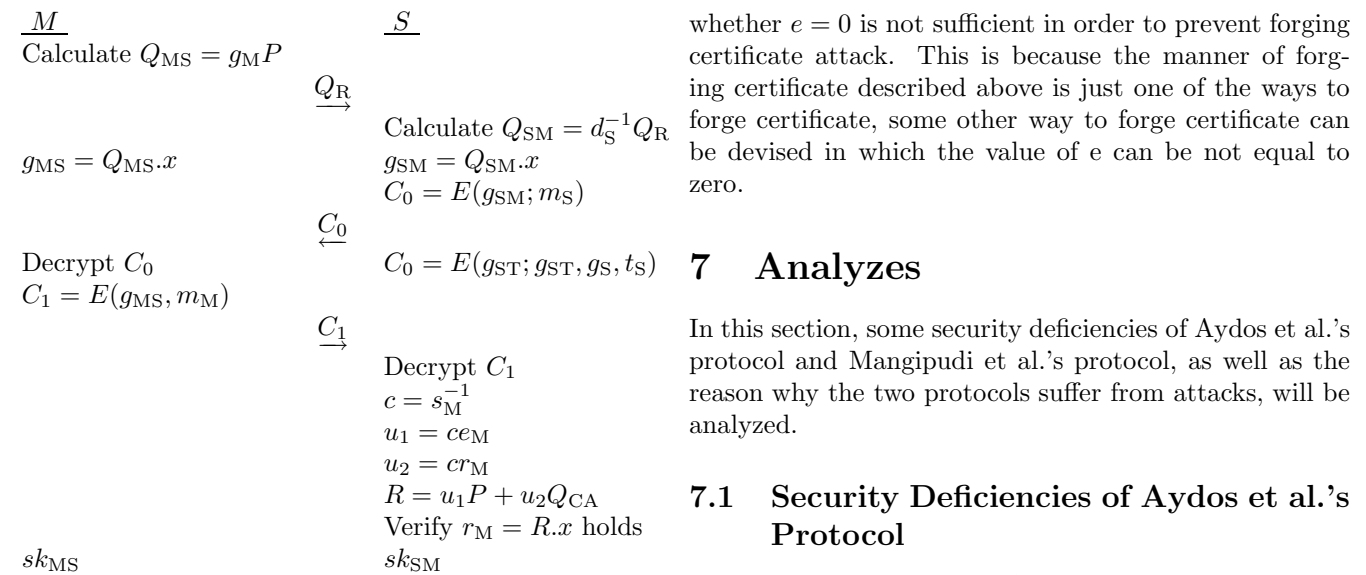 M S
Calculate Q_MS = g_M P
Q_R
→
Calculate Q_SM = d_S^{-1} Q_R
g_MS = Q_MS.x g_SM = Q_SM.x
C_0 = E(g_SM; m_S)
C_0
←
Decrypt C_0 C_0 = E(g_ST; g_ST, g_S, t_S)
C_1 = E(g_MS, m_M)
C_1
→
Decrypt C_1
c = s_M^{-1}
u_1 = ce_M
u_2 = cr_M
R = u_1 P + u_2 Q_CA
Verify r_M = R.x holds
sk_MS sk_SM
whether e = 0 is not sufficient in order to prevent forging
certificate attack. This is because the manner of forg-
ing certificate described above is just one of the ways to
forge certificate, some other way to forge certificate can
be devised in which the value of e can be not equal to
zero.
7 Analyzes
In this section, some security deficiencies of Aydos et al.'s
protocol and Mangipudi et al.'s protocol, as well as the
reason why the two protocols suffer from attacks, will be
analyzed.
7.1 Security Deficiencies of Aydos et al.'s
Protocol